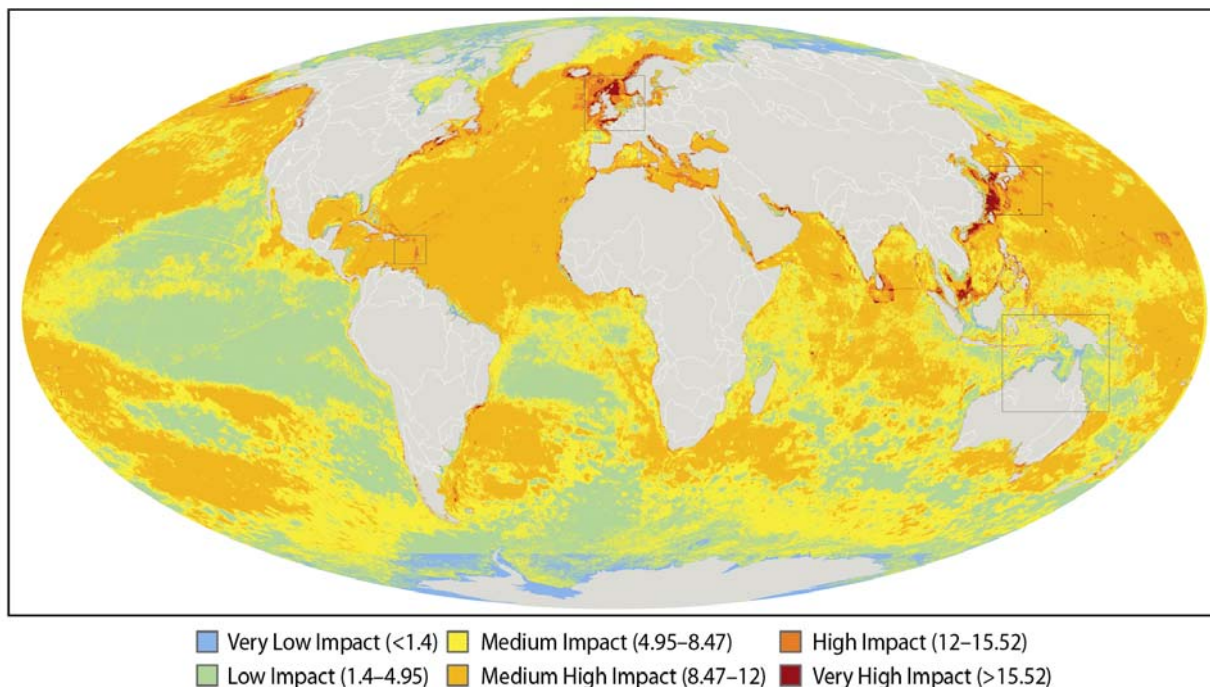 Very Low Impact (<1.4) Medium Impact (4.95–8.47) High Impact (12–15.52)
Low Impact (1.4–4.95) Medium High Impact (8.47–12) Very High Impact (>15.52)